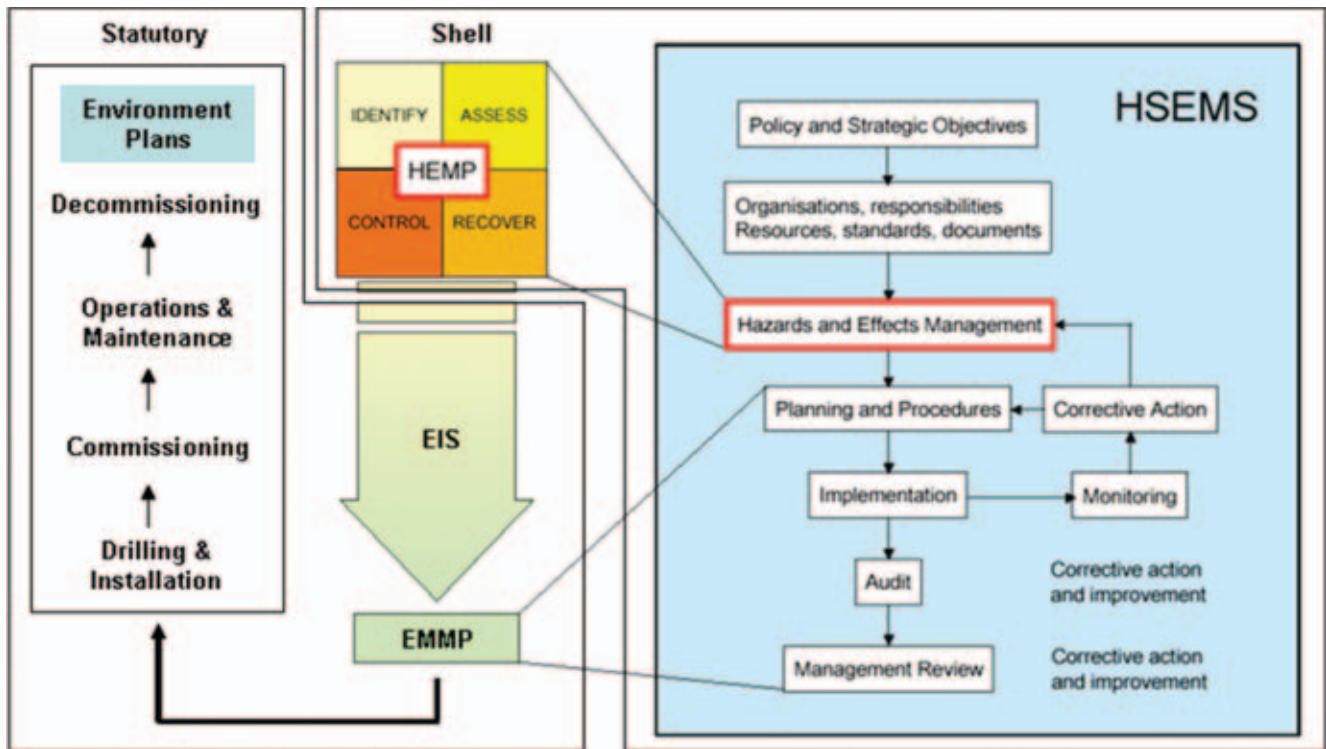 Statutory
Environment
Plans
Decommissioning
Operations &
Maintenance
Commissioning
Drilling &
Installation
Shell
IDENTIFY
ASSESS
HEMP
CONTROL
RECOVER
EIS
EMMP
HSEMS
Policy and Strategic Objectives
Organisations, responsibilities
Resources, standards, documents
Hazards and Effects Management
Planning and Procedures
Corrective Action
Implementation
Monitoring
Audit
Corrective action
and improvement
Management Review
Corrective action
and improvement